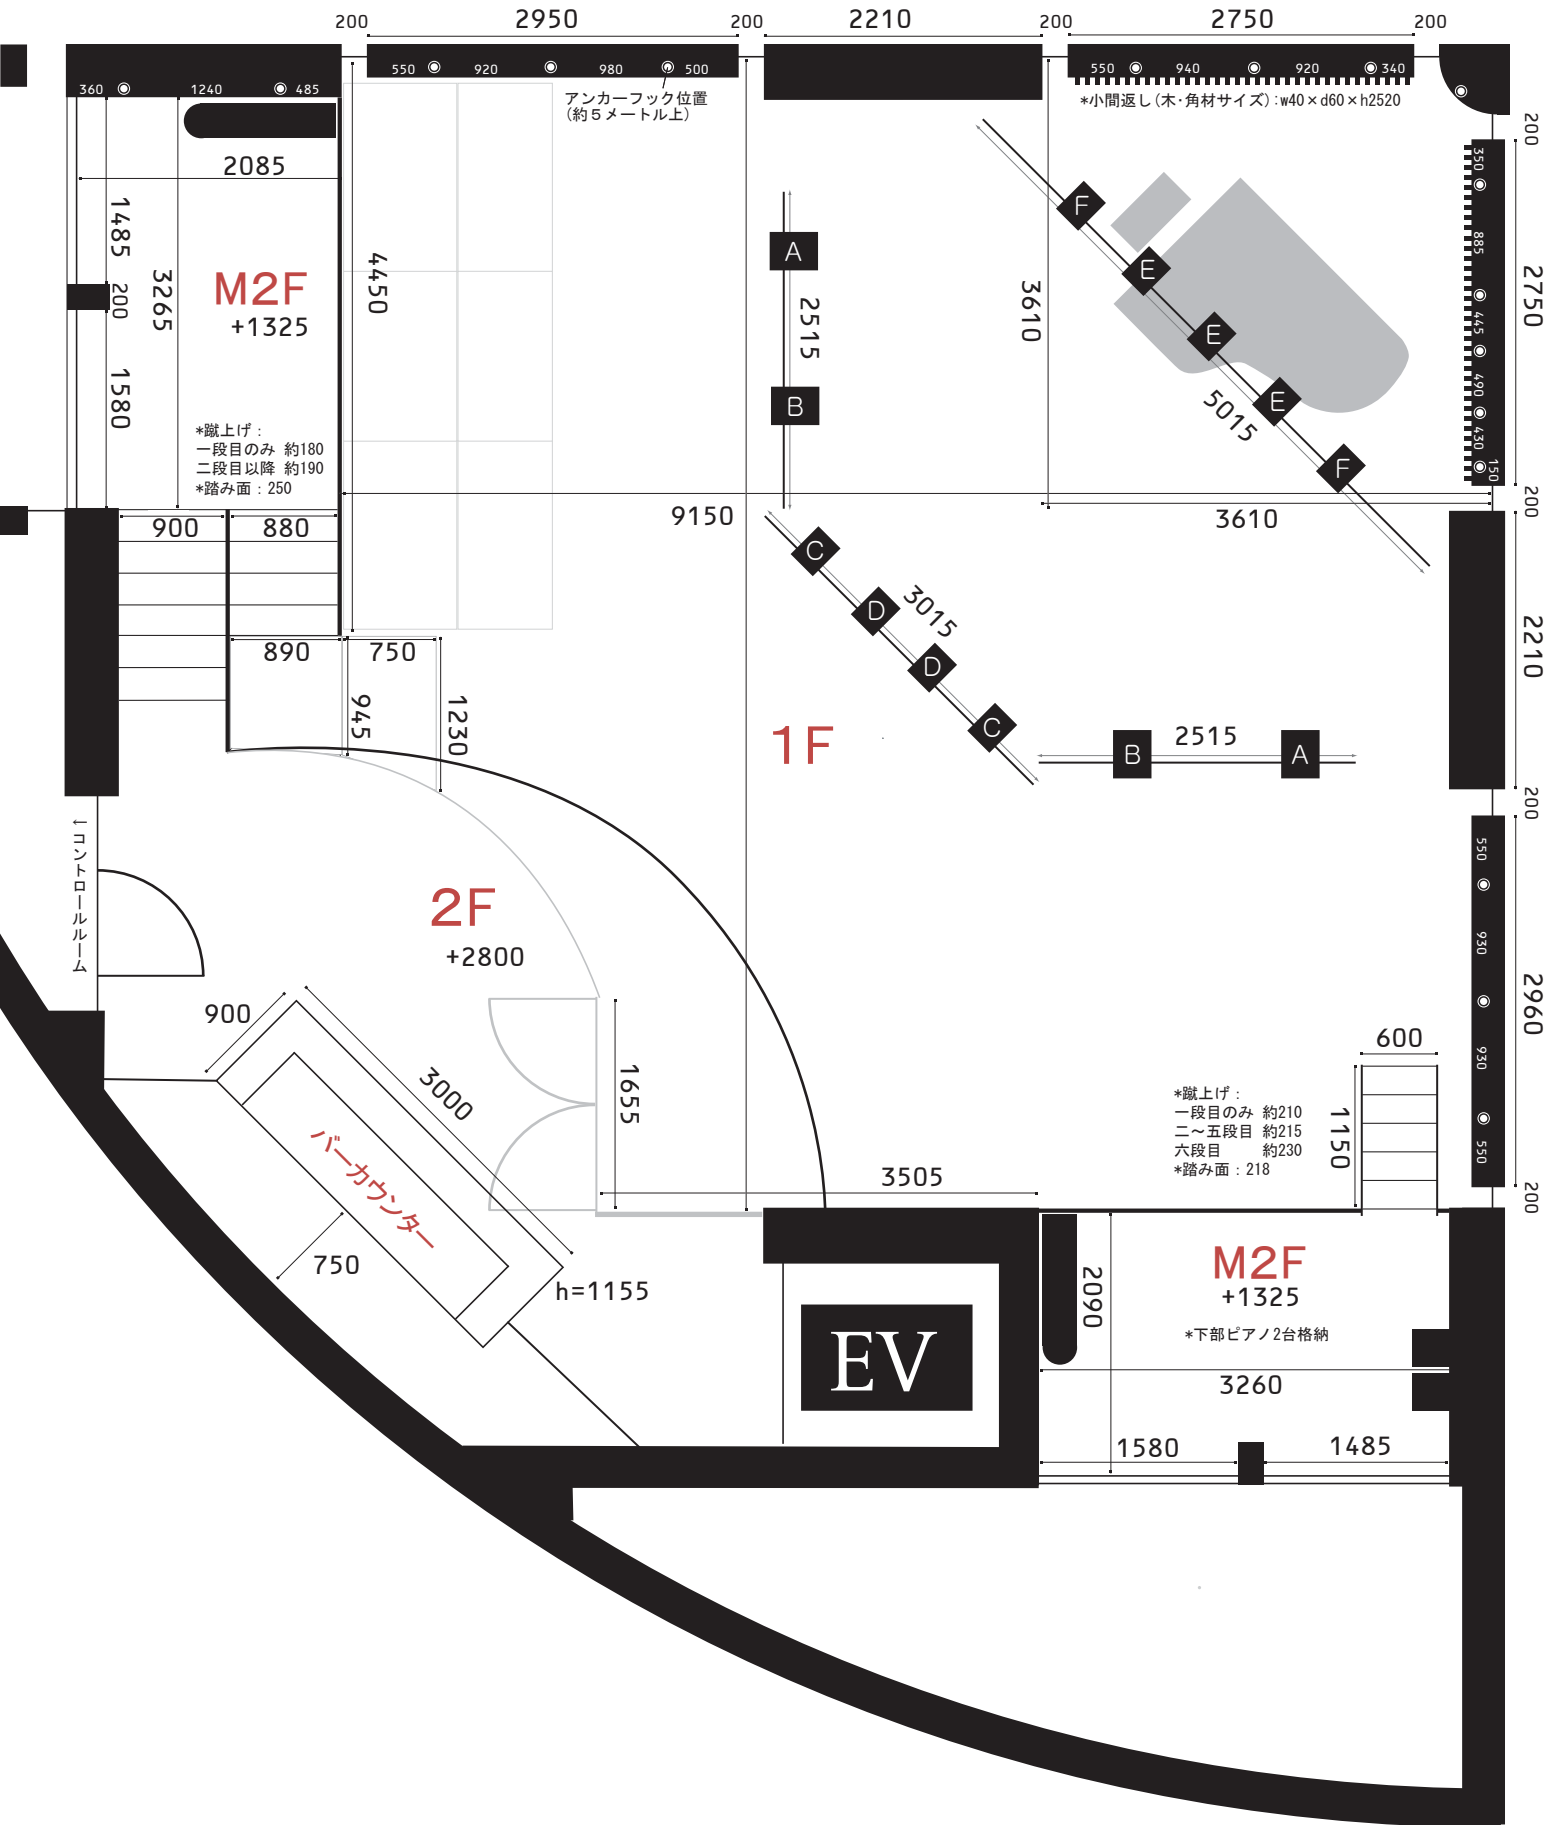 200
2950
200
2210
200
2750
200
550
920
980
500
550
940
920
340
360
1240
485
アンカーフック位置
(約5メートル上)
*小間返し(木・角材サイズ):w40×d60×h2520
200
350
885
445
490
430
150
2750
2085
1485
200
1580
3265
M2F
+1325
4450
*蹴上げ:
一段目のみ 約180
二段目以降 約190
*踏み面:250
A
2515
B
3610
F
E
E
E
F
5015
9150
3610
200
900
880
890
750
945
1230
C
D
D
C
3015
1F
B
2515
A
2210
200
←コントロールルーム
2F
+2800
550
930
930
550
2960
900
3000
バーカウンター
750
h=1155
1655
3505
600
1150
*蹴上げ:
一段目のみ 約210
二〜五段目 約215
六段目 約230
*踏み面:218
200
EV
M2F
+1325
*下部ピアノ2台格納
2090
3260
1580
1485